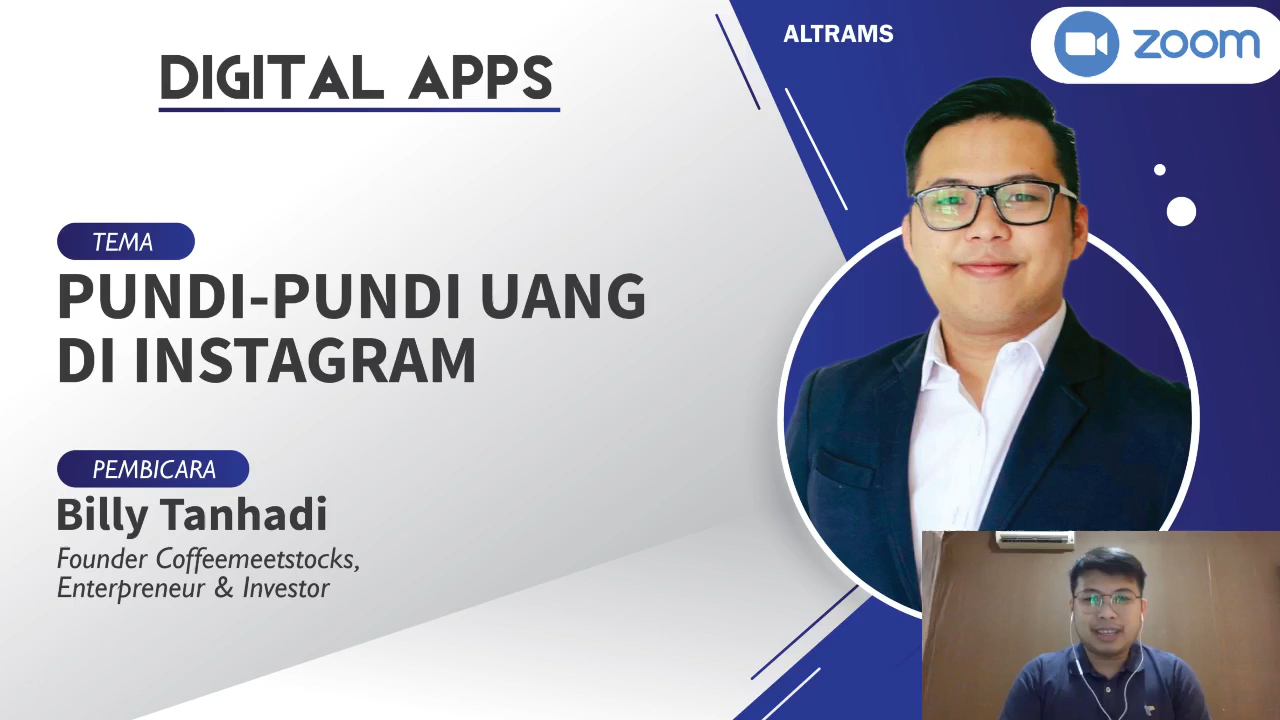 DIGITAL APPS
ALTRAMS
zoom
TEMA
PUNDI-PUNDI UANG
DI INSTAGRAM
PEMBICARA
Billy Tanhadi
Founder Coffeemeetstocks,
Enterpreneur & Investor